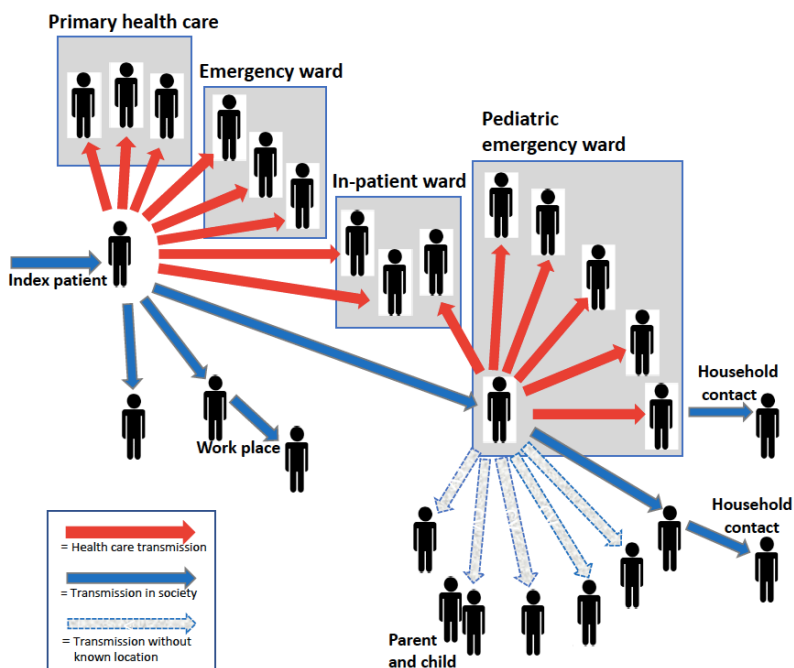 Primary health care
Emergency ward
Pediatric
emergency ward
In-patient ward
Index patient
Household
contact
Work place
Household
contact
Parent
and child
= Health care transmission
= Transmission in society
= Transmission without
known location